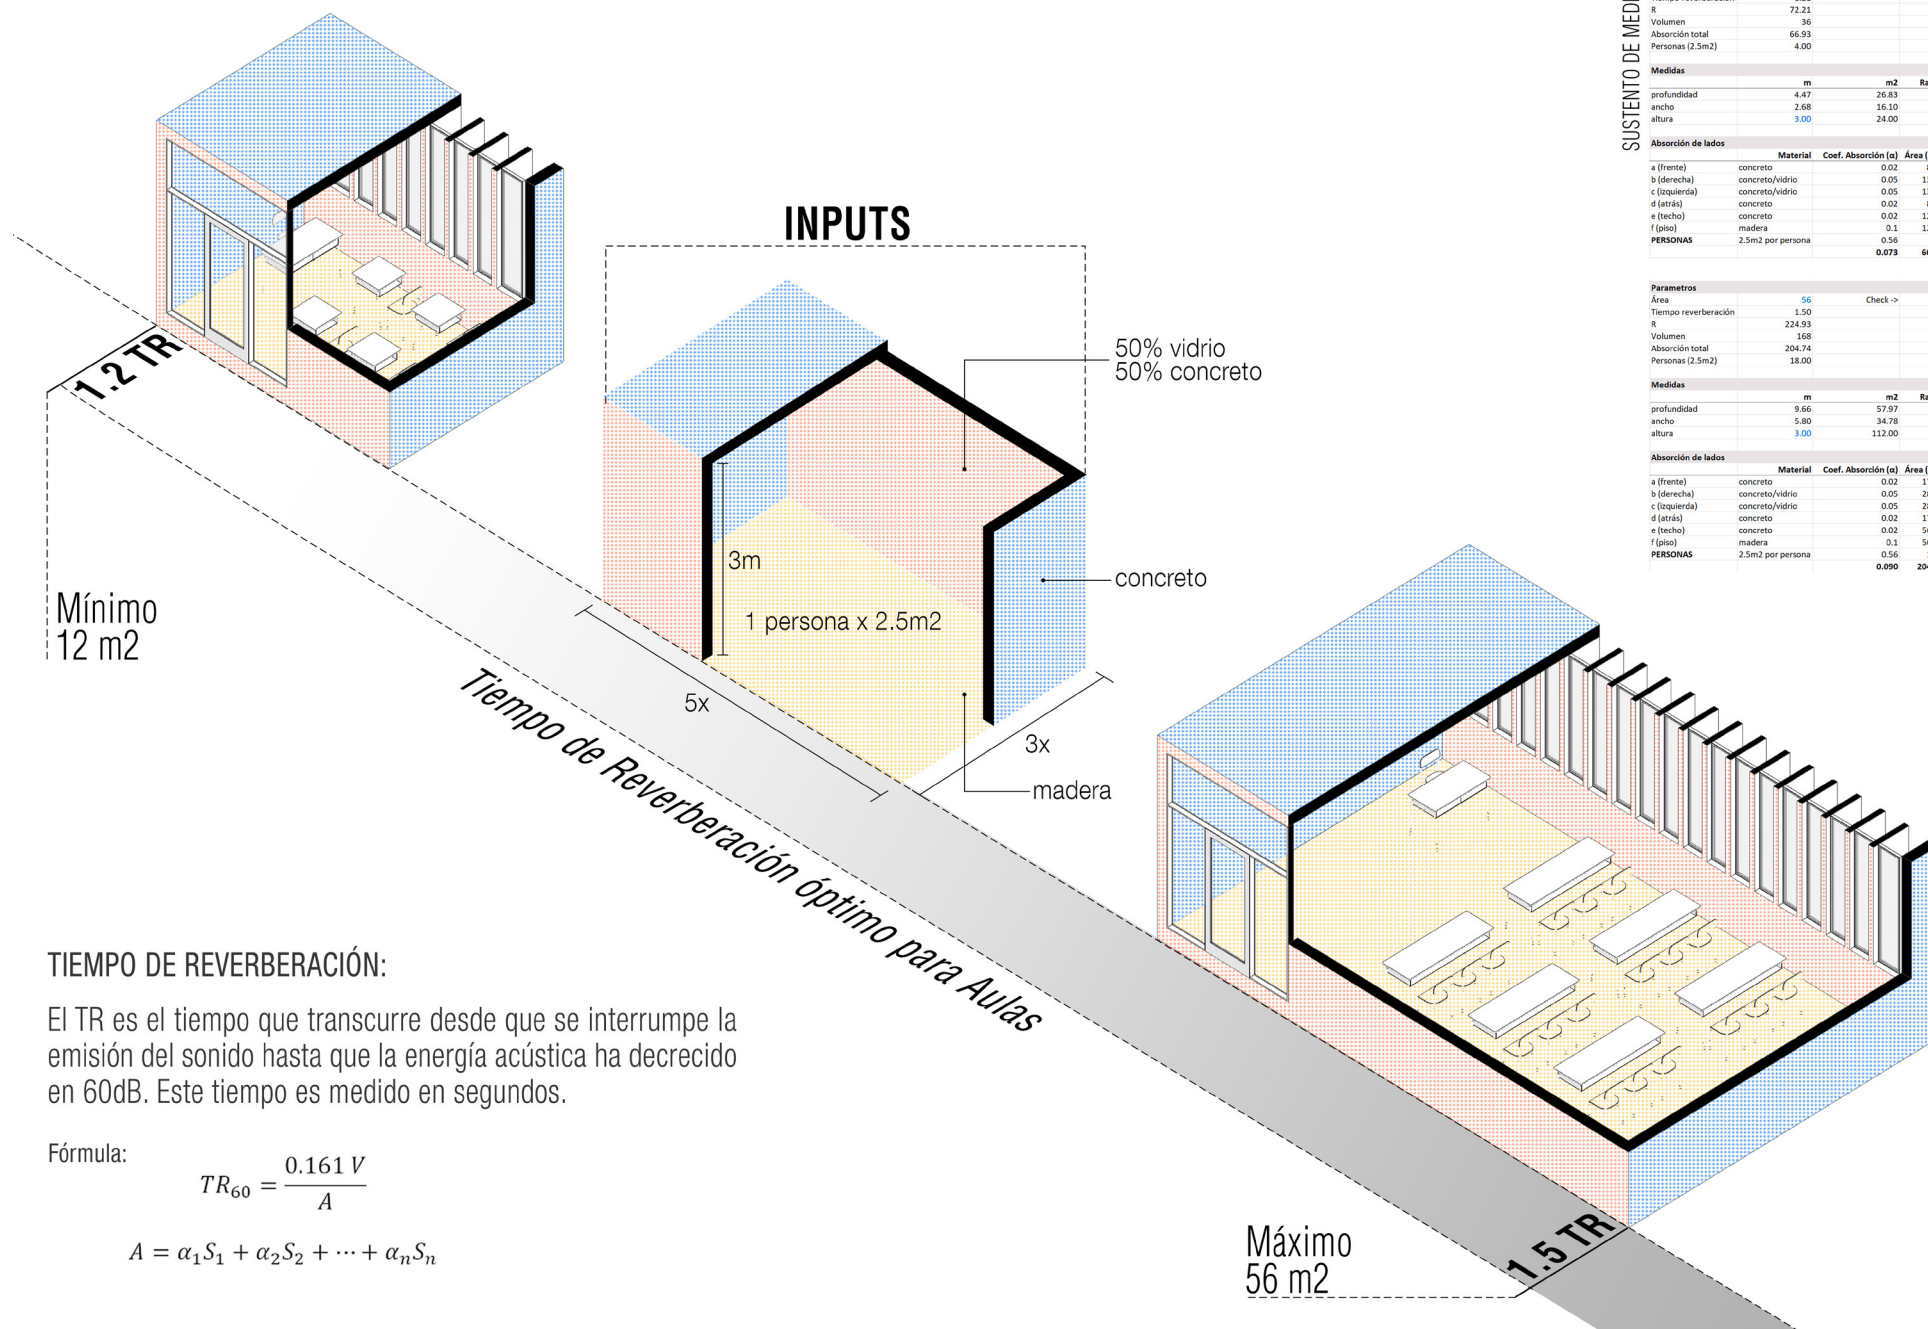 INPUTS
1.2 TR
Mínimo
12 m2
50% vidrio
50% concreto
3m
1 persona x 2.5m2
concreto
5x
3x
madera
Tiempo de Reverberación óptimo para Aulas
1.5 TR
Máximo
56 m2
TIEMPO DE REVERBERACIÓN:
El TR es el tiempo que transcurre desde que se interrumpe la
emisión del sonido hasta que la energía acústica ha decrecido
en 60dB. Este tiempo es medido en segundos.
Fórmula:
TR₆₀ = 0.161 V / A
A = α₁S₁ + α₂S₂ + ⋯ + αₙSₙ
SUSTENTO DE MEDI
R 72.21
Volumen 36
Absorción total 66.93
Personas (2.5m2) 4.00
Medidas
m m2 Ra
profundidad 4.47 26.83
ancho 2.68 16.10
altura 3.00 24.00
Absorción de lados
Material Coef. Absorción (α) Área (
a (frente) concreto 0.02
b (derecha) concreto/vidrio 0.05
c (izquierda) concreto/vidrio 0.05
d (atrás) concreto 0.02
e (techo) concreto 0.02
f (piso) madera 0.1
PERSONAS 2.5m2 por persona 0.56
0.073
Parametros
Área 56 Check ->
Tiempo reverberación 1.50
R 224.93
Volumen 168
Absorción total 204.74
Personas (2.5m2) 18.00
Medidas
m m2 Ra
profundidad 9.66 57.97
ancho 5.80 34.78
altura 3.00 112.00
Absorción de lados
Material Coef. Absorción (α) Área (
a (frente) concreto 0.02
b (derecha) concreto/vidrio 0.05
c (izquierda) concreto/vidrio 0.05
d (atrás) concreto 0.02
e (techo) concreto 0.02
f (piso) madera 0.1
PERSONAS 2.5m2 por persona 0.56
0.090